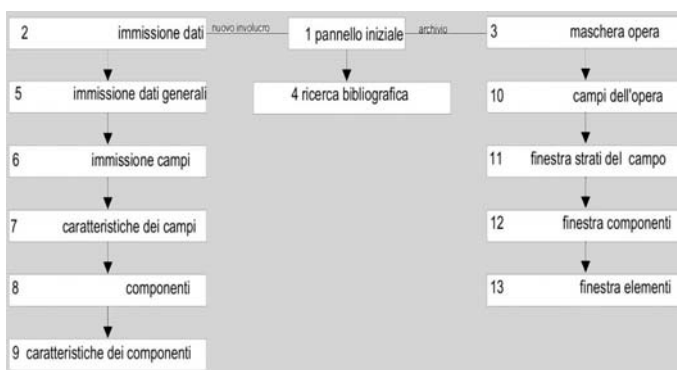 2 immissione dati
nuovo involucro
1 pannello iniziale
archivio
3 maschera opera
5 immissione dati generali
4 ricerca bibliografica
10 campi dell'opera
6 immissione campi
11 finestra strati del campo
7 caratteristiche dei campi
12 finestra componenti
8 componenti
13 finestra elementi
9 caratteristiche dei componenti